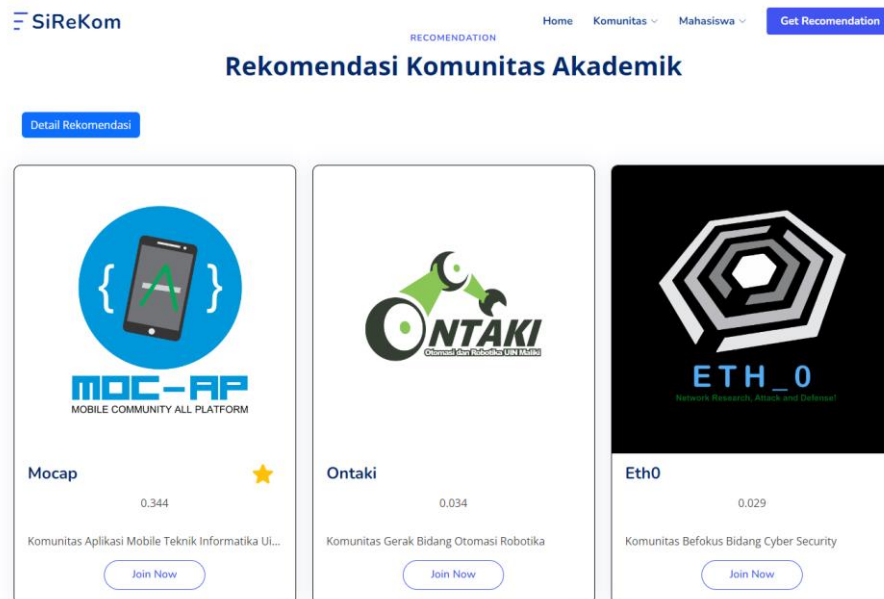 SiReKom
Home
Komunitas
Mahasiswa
Get Recomendation
RECOMENDATION
Rekomendasi Komunitas Akademik
Detail Rekomendasi
{ A }
MOC-AP
MOBILE COMMUNITY ALL PLATFORM
Mocap
0.344
Komunitas Aplikasi Mobile Teknik Informatika Ui...
Join Now
ONTAKI
Otomasi dan Robotika UIN Maliki
Ontaki
0.034
Komunitas Gerak Bidang Otomasi Robotika
Join Now
ETH_0
Network Research, Attack and Defense!
Eth0
0.029
Komunitas Befokus Bidang Cyber Security
Join Now